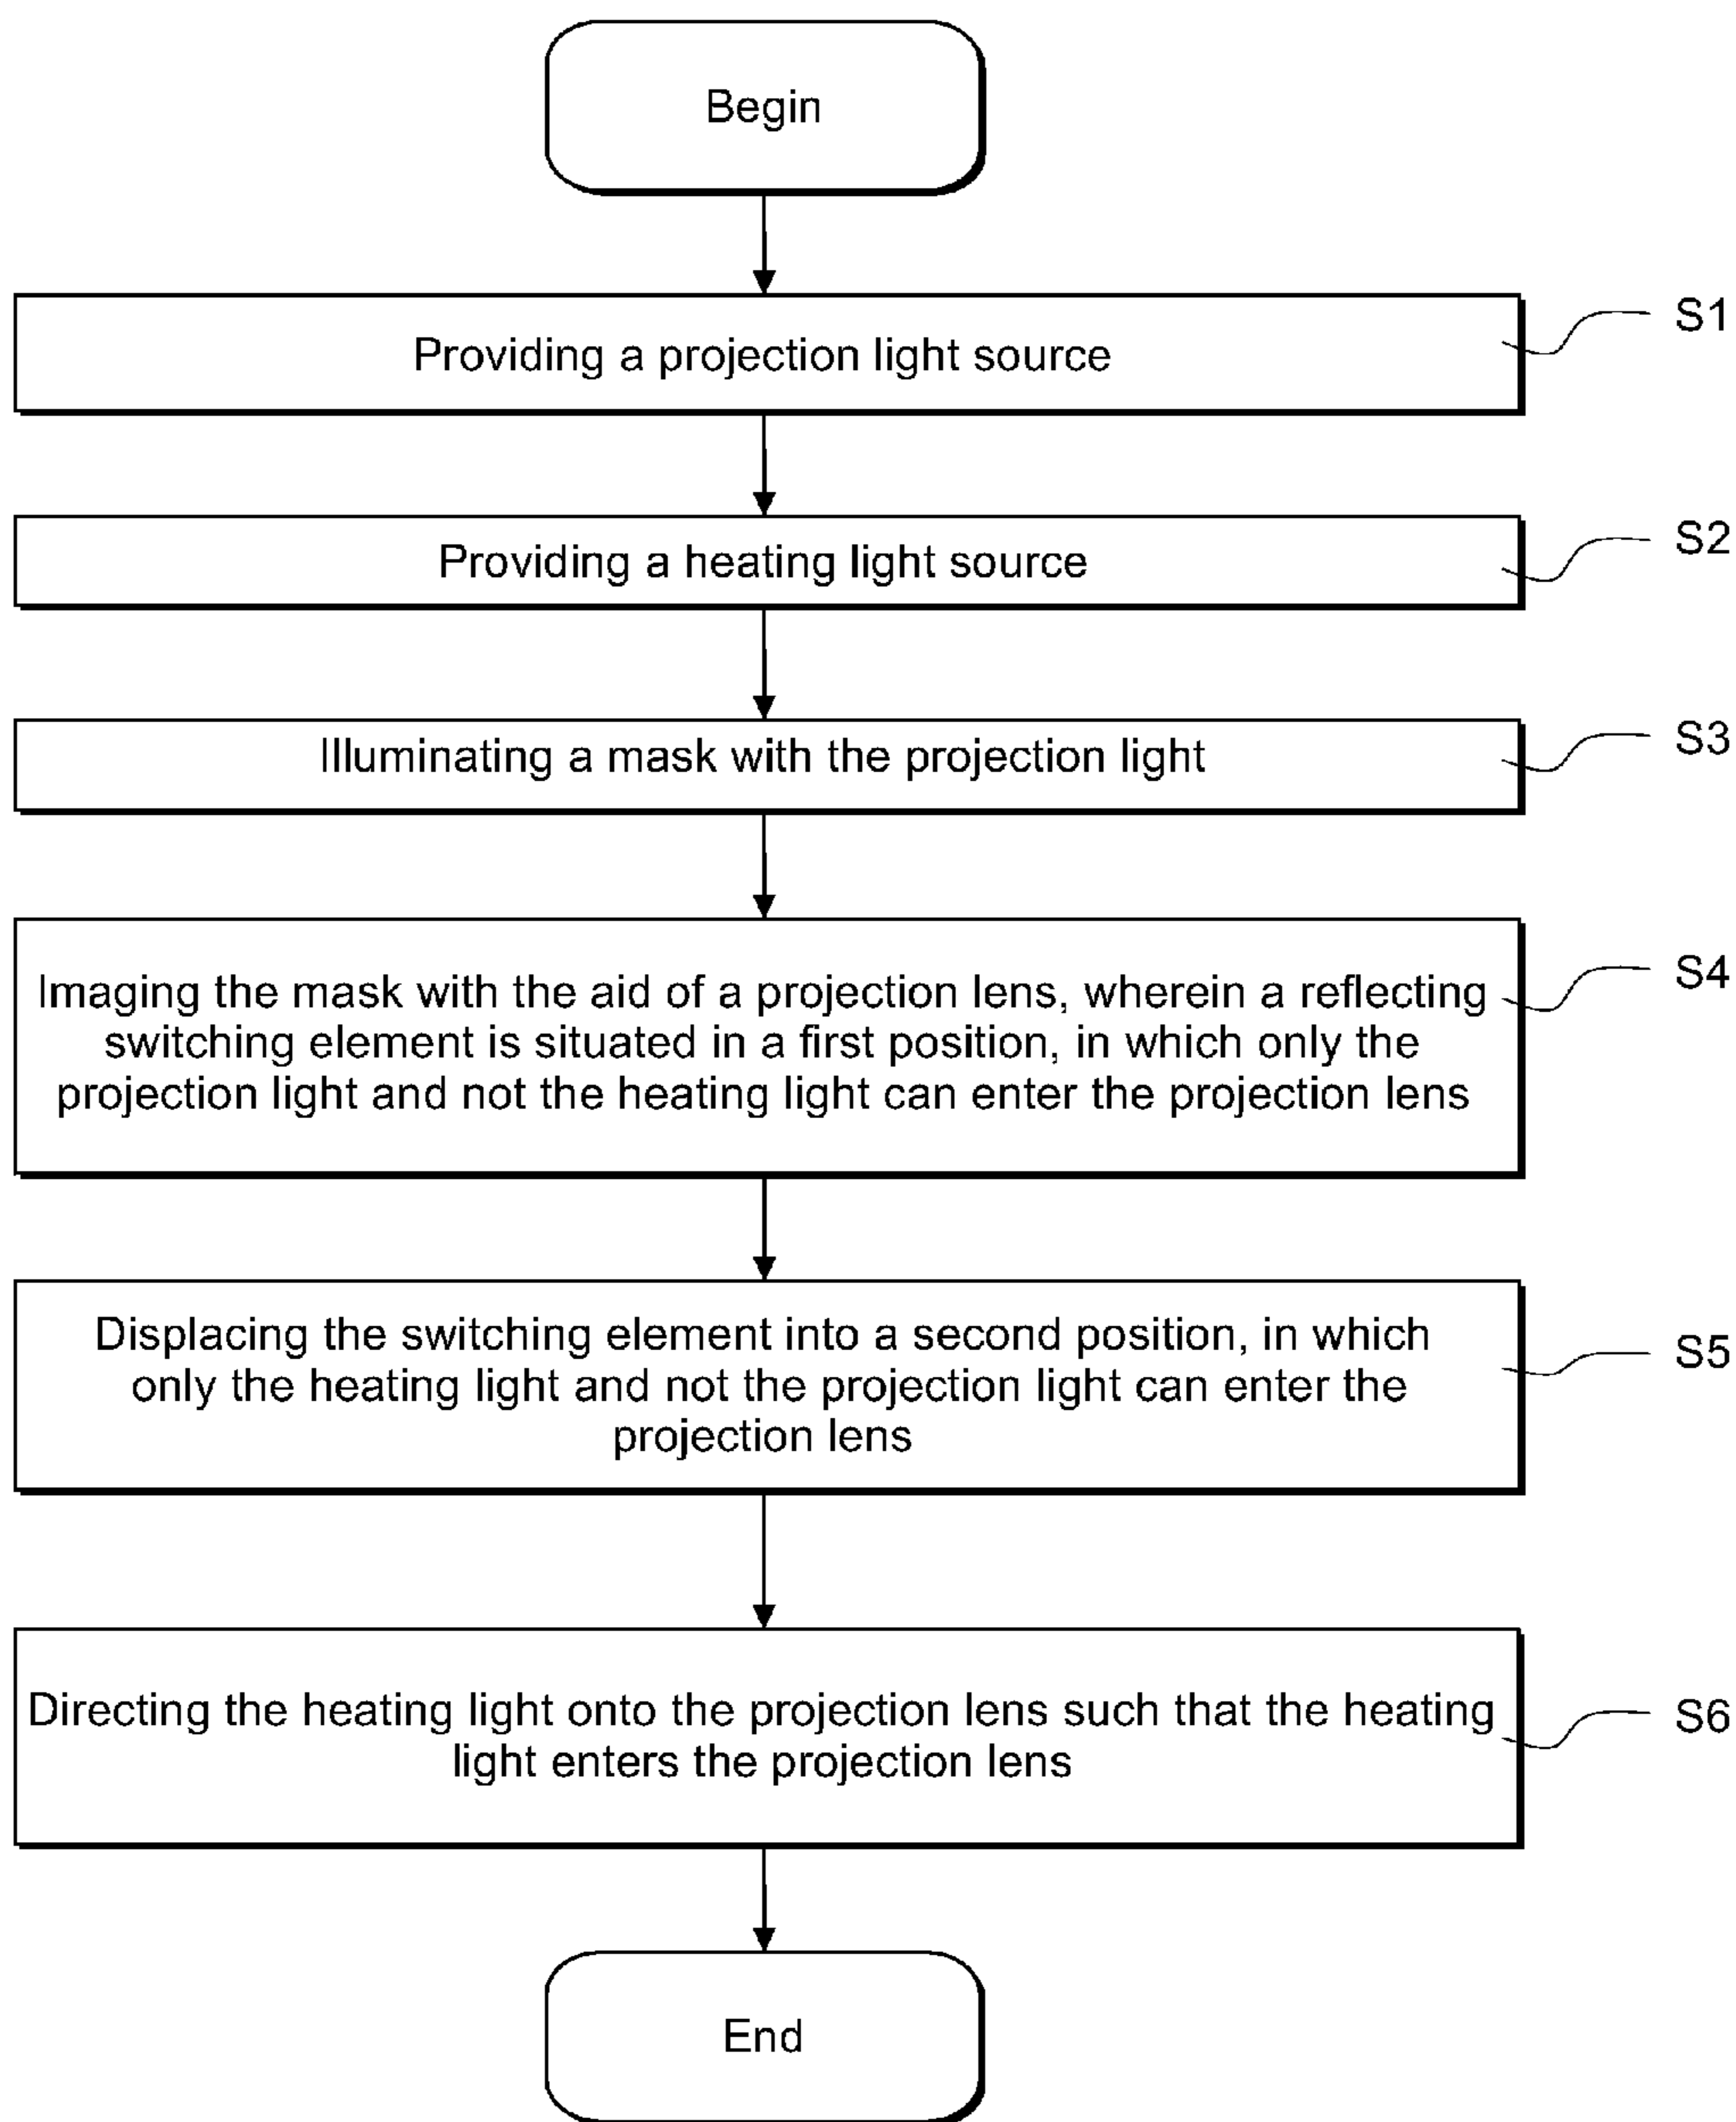 Begin
Providing a projection light source
S1
Providing a heating light source
S2
Illuminating a mask with the projection light
S3
Imaging the mask with the aid of a projection lens, wherein a reflecting
switching element is situated in a first position, in which only the
projection light and not the heating light can enter the projection lens
S4
Displacing the switching element into a second position, in which
only the heating light and not the projection light can enter the
projection lens
S5
Directing the heating light onto the projection lens such that the heating
light enters the projection lens
S6
End